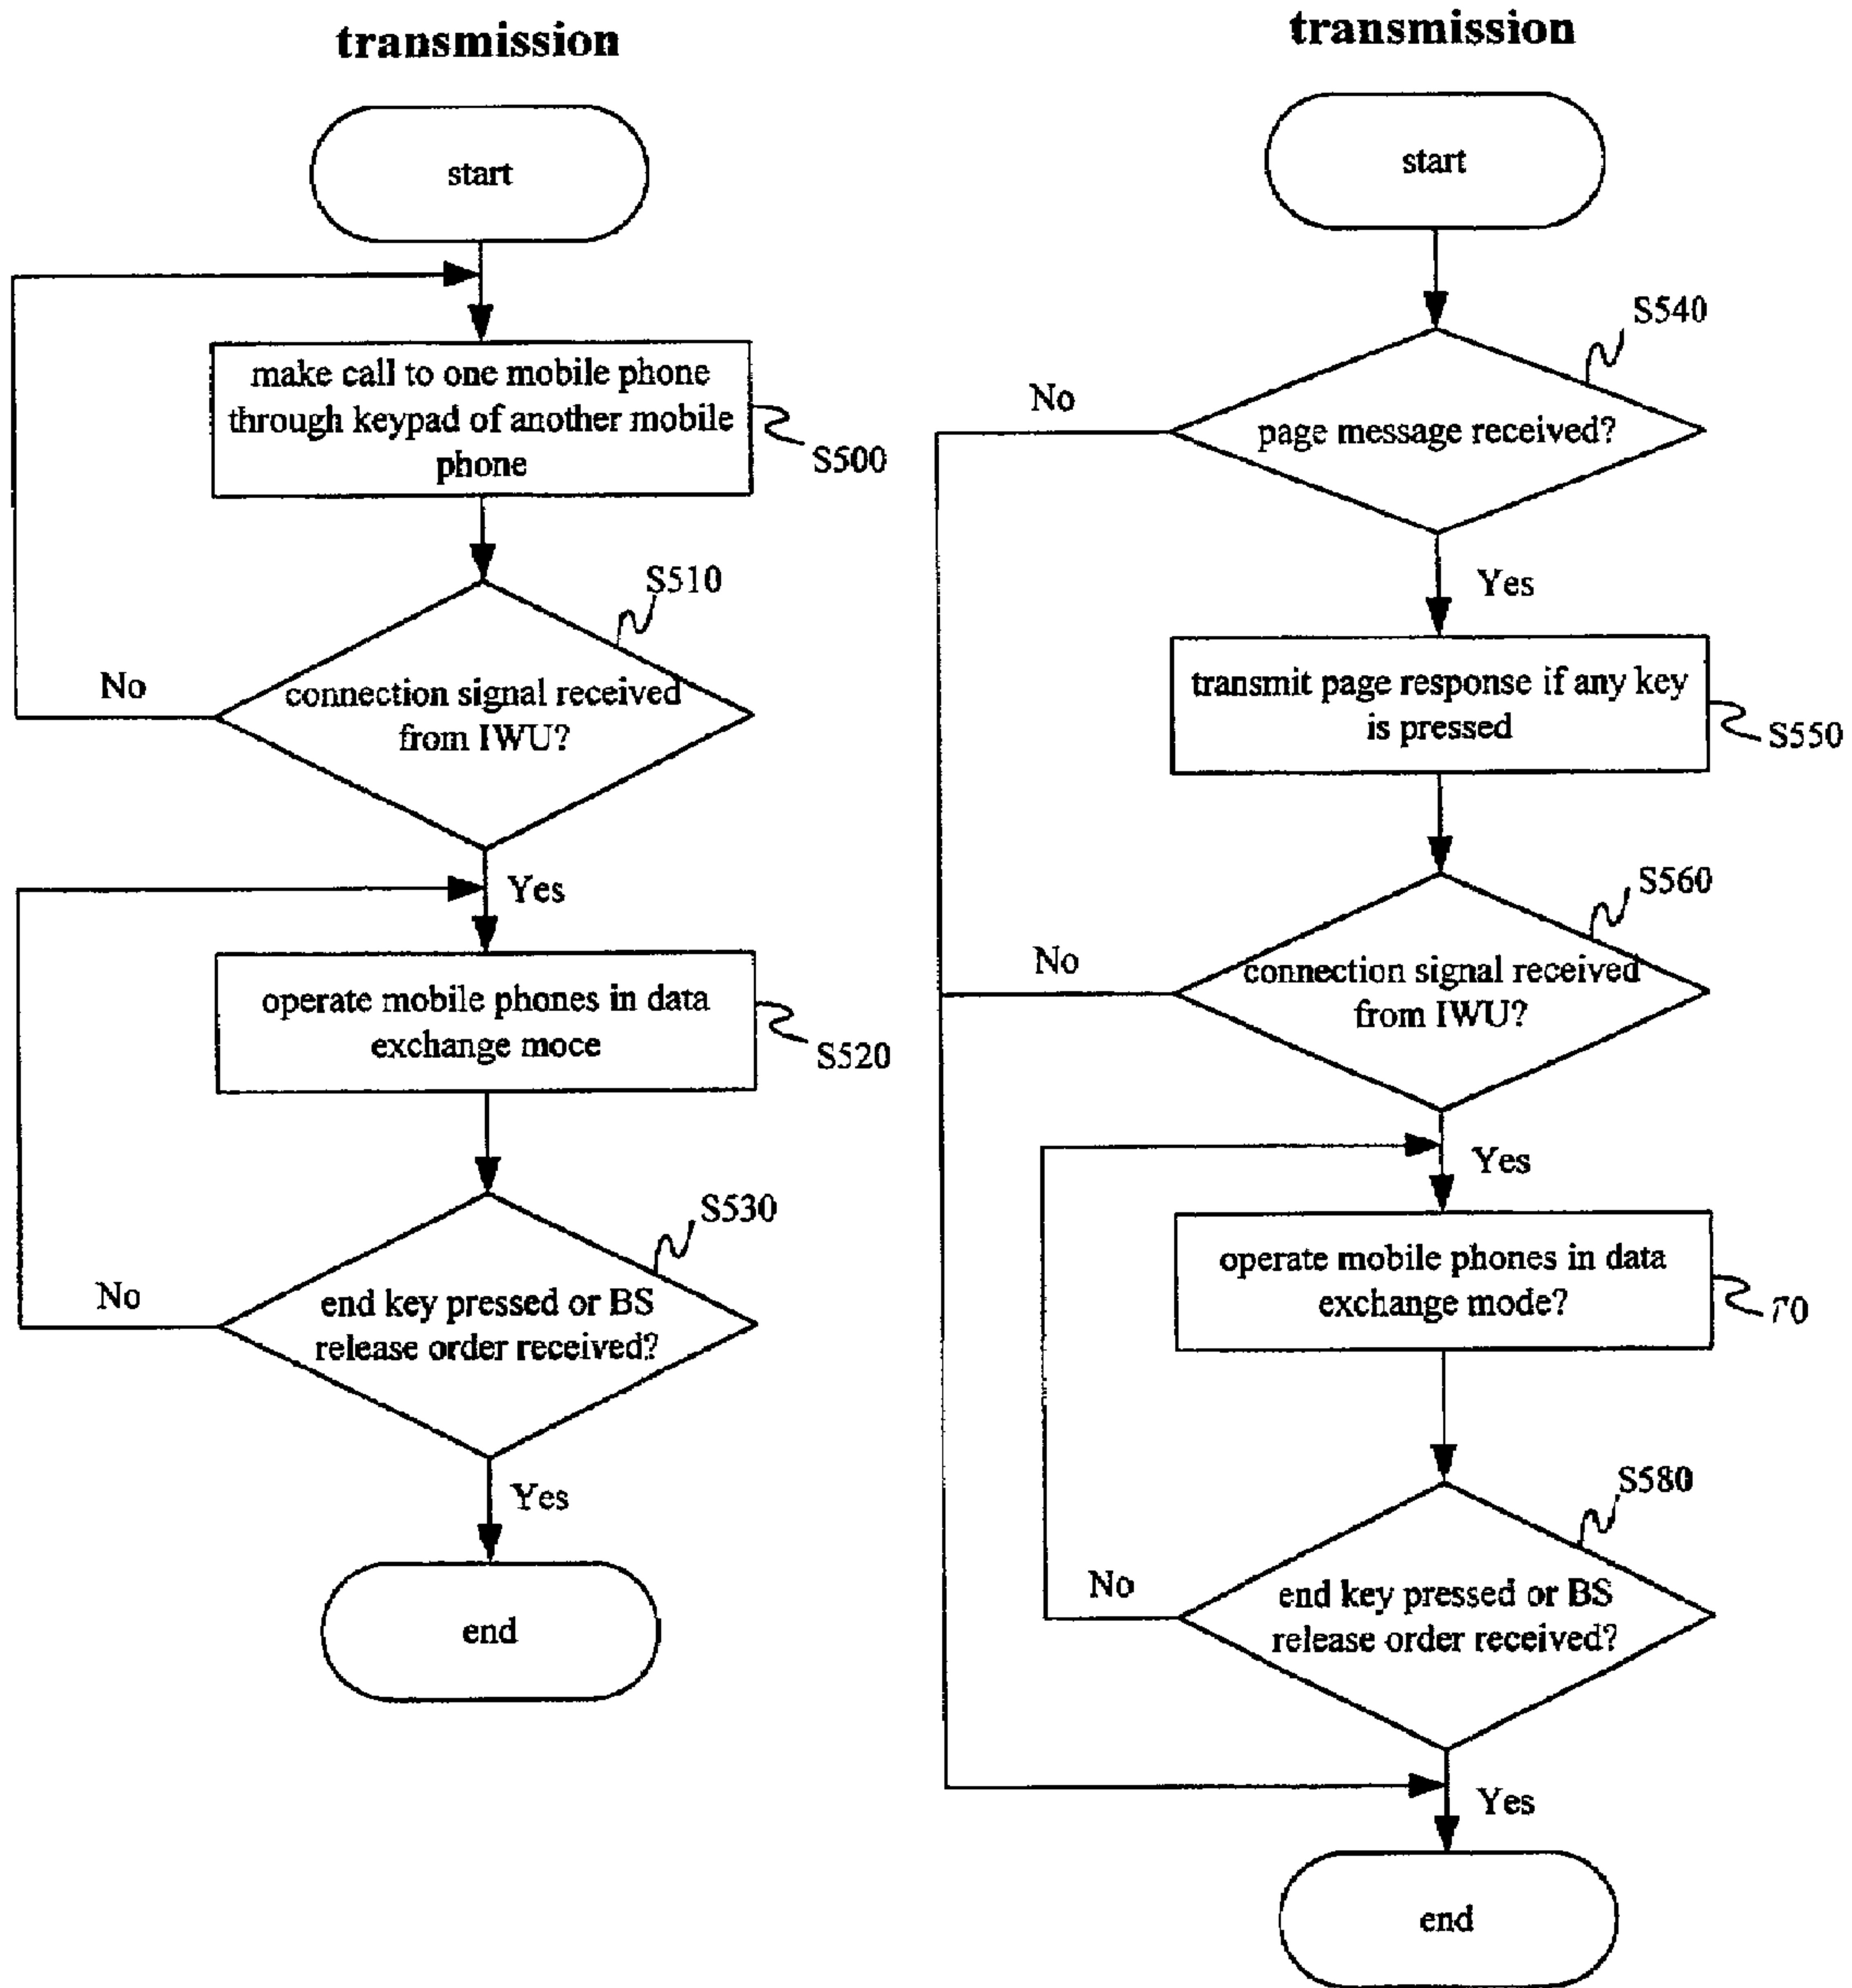 transmission
start
make call to one mobile phone
through keypad of another mobile
phone
S500
S510
connection signal received
from IWU?
No
Yes
operate mobile phones in data
exchange moce
S520
S530
end key pressed or BS
release order received?
No
Yes
end
transmission
start
S540
page message received?
No
Yes
transmit page response if any key
is pressed
S550
S560
connection signal received
from IWU?
No
Yes
operate mobile phones in data
exchange mode?
70
S580
end key pressed or BS
release order received?
No
Yes
end